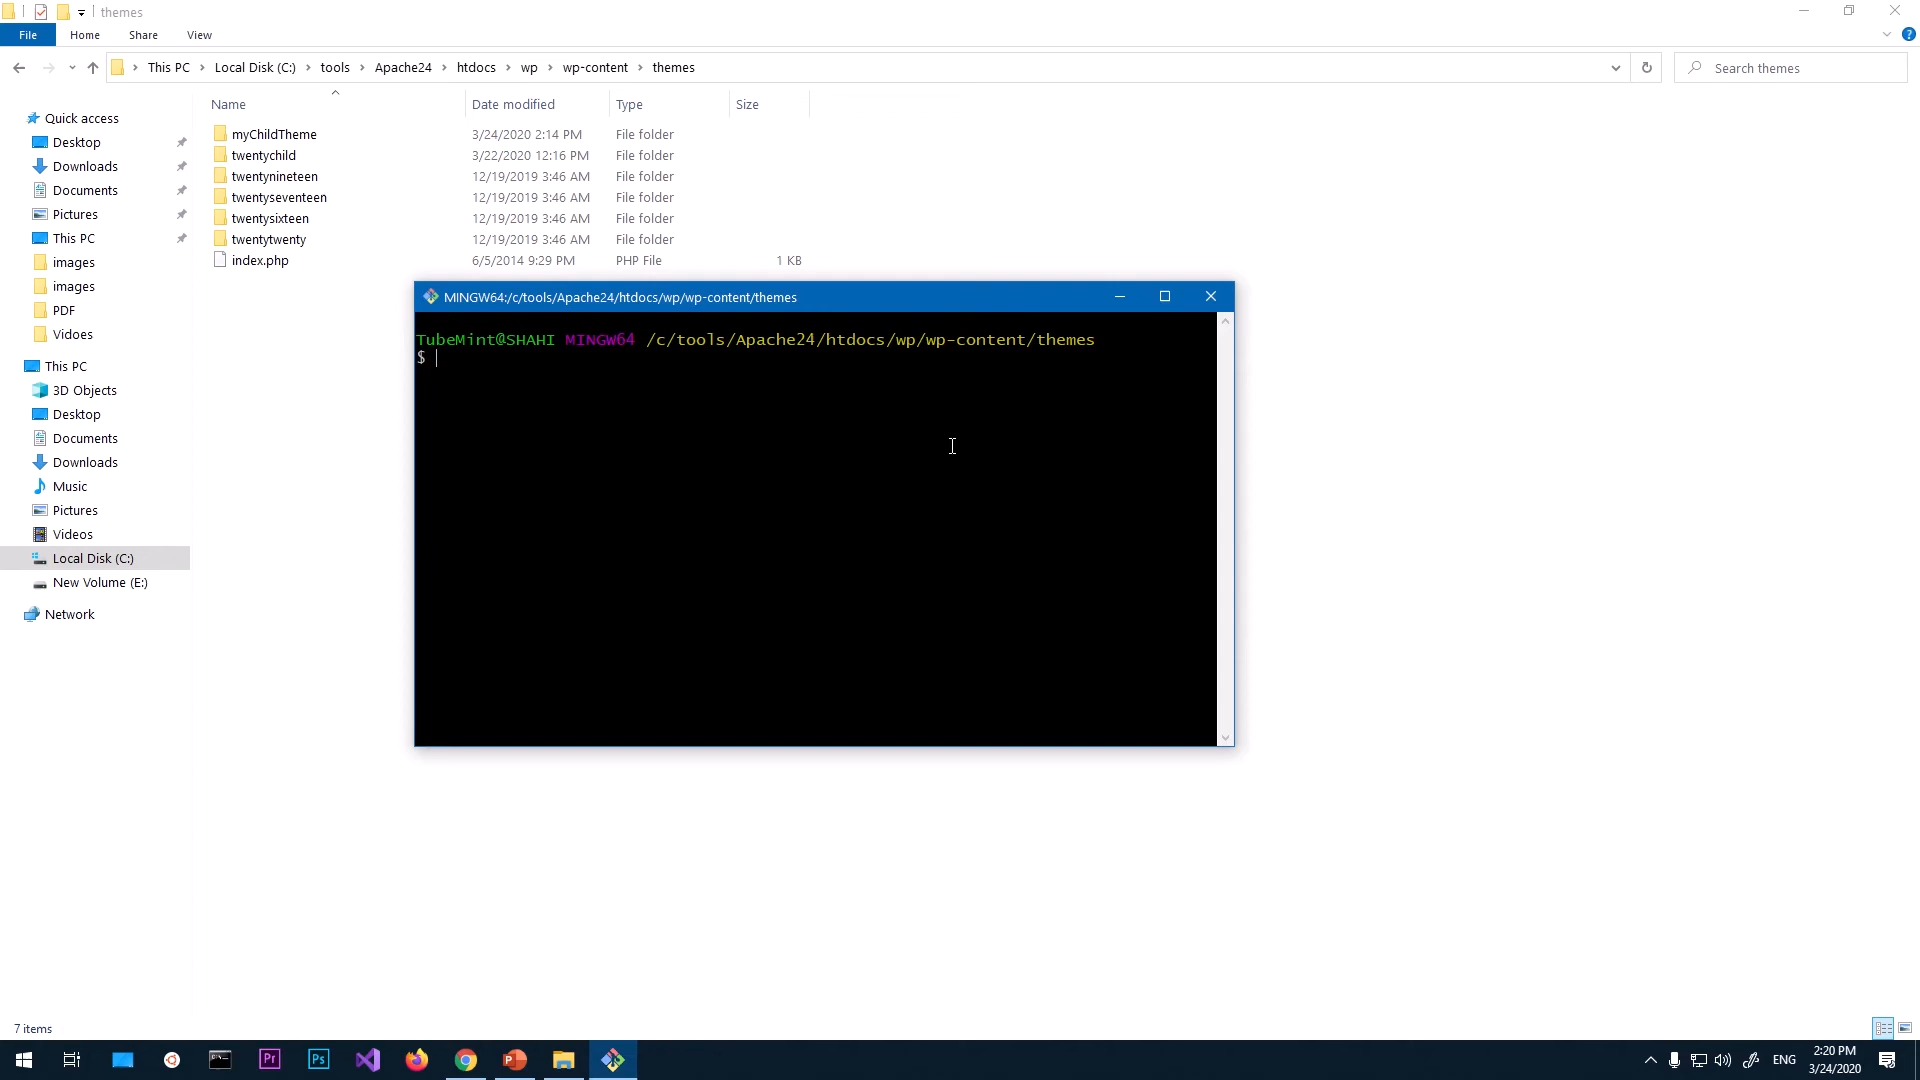 themes
File Home Share View
This PC Local Disk (C:) tools Apache24 htdocs wp wp-content themes
Search themes
Name Date modified Type Size
myChildTheme 3/24/2020 2:14 PM File folder
twentychild 3/22/2020 12:16 PM File folder
twentynineteen 12/19/2019 3:46 AM File folder
twentyseventeen 12/19/2019 3:46 AM File folder
twentysixteen 12/19/2019 3:46 AM File folder
twentytwenty 12/19/2019 3:46 AM File folder
index.php 6/5/2014 9:29 PM PHP File 1 KB
Quick access
Desktop
Downloads
Documents
Pictures
This PC
images
images
PDF
Vidoes
This PC
3D Objects
Desktop
Documents
Downloads
Music
Pictures
Videos
Local Disk (C:)
New Volume (E:)
Network
MINGW64:/c/tools/Apache24/htdocs/wp/wp-content/themes
TubeMint@SHAHI MINGW64 /c/tools/Apache24/htdocs/wp/wp-content/themes
$
7 items
Pr Ps
ENG
2:20 PM
3/24/2020